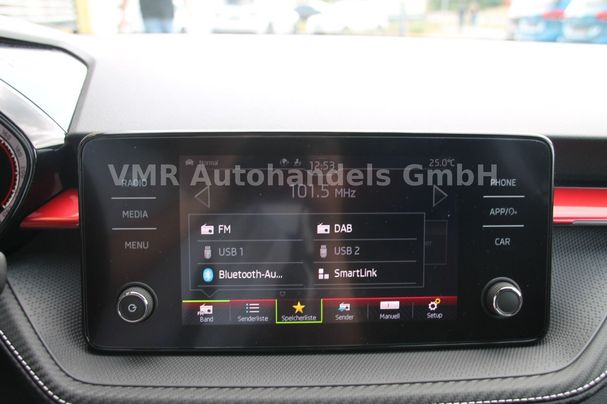 Normal
12:53
25.0°C
VMR Autohandels GmbH
RADIO
MEDIA
MENU
101.5 MHz
PHONE
APP/
CAR
FM
DAB
USB 1
USB 2
Bluetooth-Au...
SmartLink
Band
Senderliste
Speicherliste
Sender
Manuell
Setup